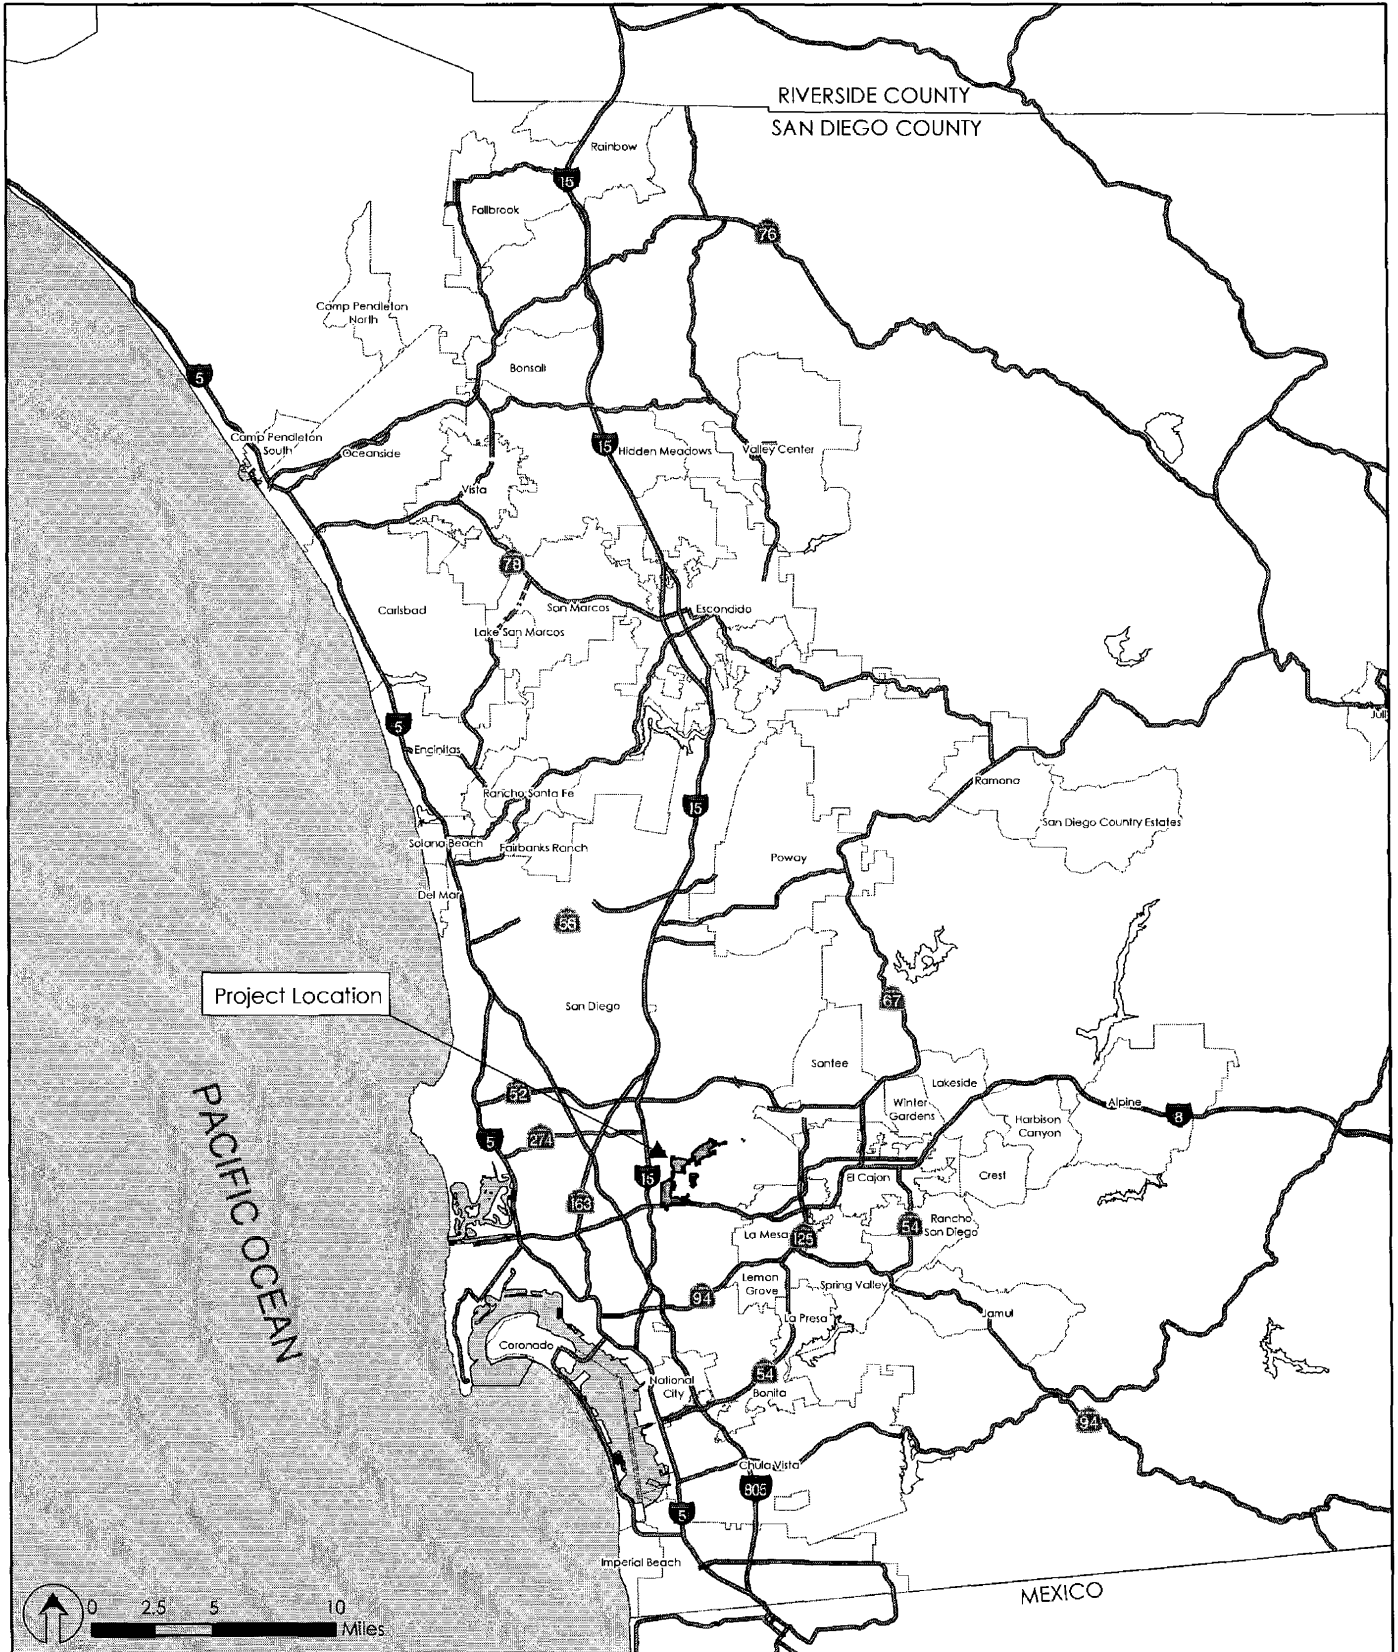 RIVERSIDE COUNTY
SAN DIEGO COUNTY
Rainbow
15
Fallbrook
76
Camp Pendleton
North
5
Bonsall
Camp Pendleton
South
Oceanside
15
Hidden Meadows
Valley Center
Vista
78
Carlsbad
San Marcos
Escondido
Lake San Marcos
5
Encinitas
Ramona
Rancho Santa Fe
15
San Diego Country Estates
Solana Beach
Fairbanks Ranch
Poway
Del Mar
56
Project Location
San Diego
67
Santee
Lakeside
52
Winter
Gardens
Alpine
8
Harbison
Canyon
5
274
15
El Cajon
Crest
163
PACIFIC OCEAN
La Mesa
125
54
Rancho
San Diego
Lemon
Grove
Spring Valley
94
La Presa
Jamul
Coronado
National
City
54
Bonita
94
Chula Vista
805
5
Imperial Beach
MEXICO
0 2.5 5 10
Miles